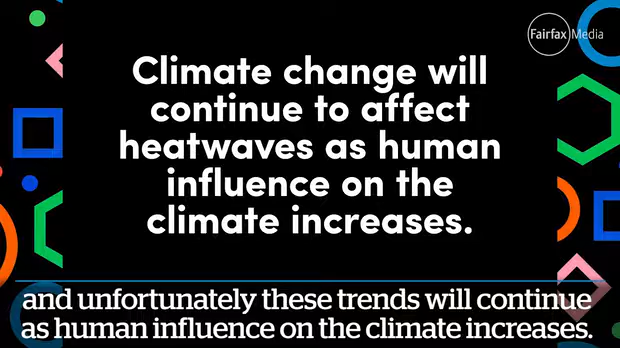 Fairfax Media
Climate change will
continue to affect
heatwaves as human
influence on the
climate increases.
and unfortunately these trends will continue
as human influence on the climate increases.